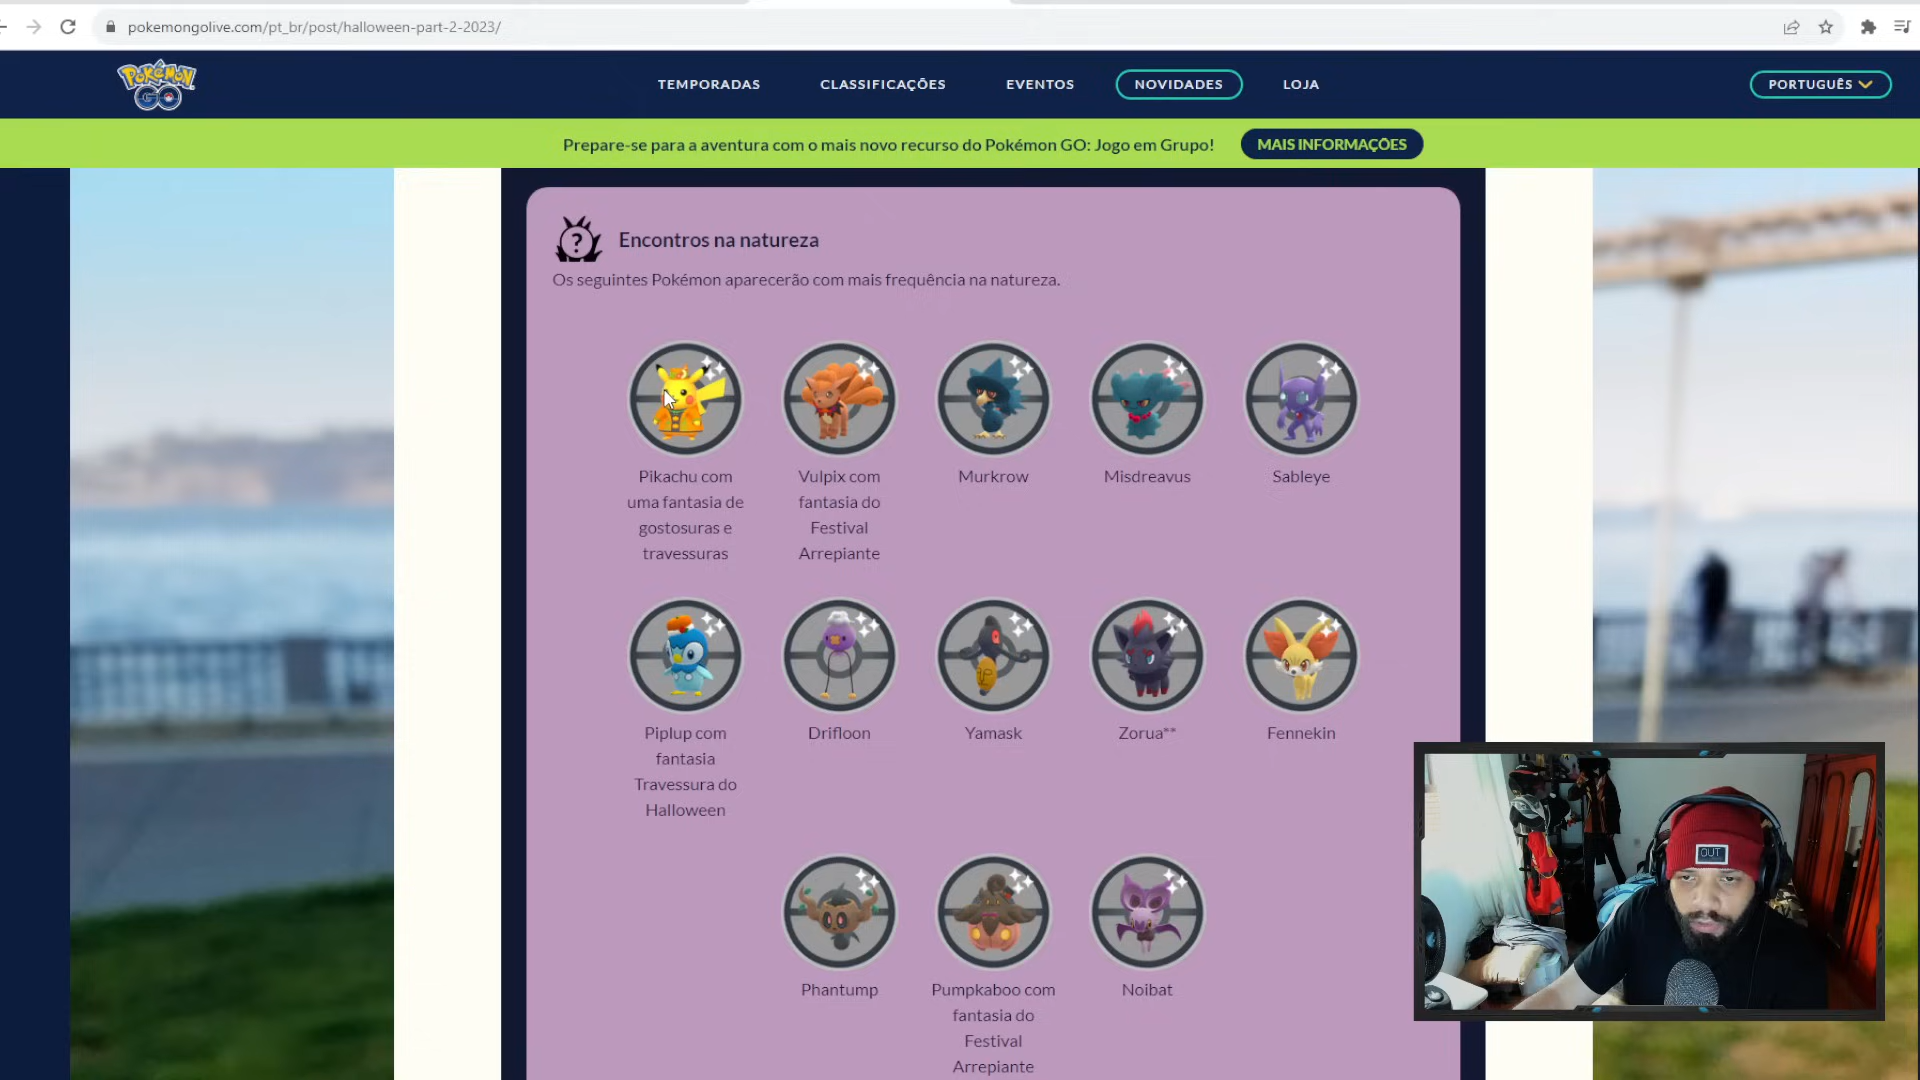 pokemongolive.com/pt_br/post/halloween-part-2-2023/
POKÉMON GO
TEMPORADAS
CLASSIFICAÇÕES
EVENTOS
NOVIDADES
LOJA
PORTUGUÊS
Prepare-se para a aventura com o mais novo recurso do Pokémon GO: Jogo em Grupo!
MAIS INFORMAÇÕES
?
Encontros na natureza
Os seguintes Pokémon aparecerão com mais frequência na natureza.
Pikachu com
uma fantasia de
gostosuras e
travessuras
Vulpix com
fantasia do
Festival
Arrepiante
Murkrow
Misdreavus
Sableye
Piplup com
fantasia
Travessura do
Halloween
Drifloon
Yamask
Zorua**
Fennekin
Phantump
Pumpkaboo com
fantasia do
Festival
Arrepiante
Noibat
OUT